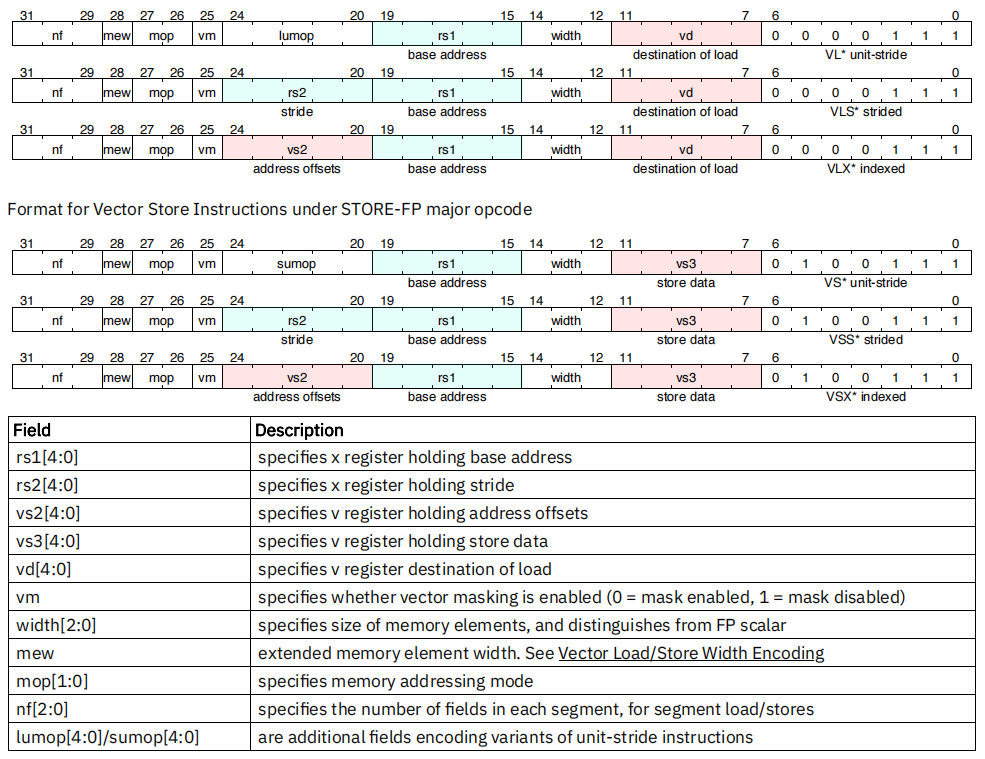 31 29 28 27 26 25 24 20 19 15 14 12 11 7 6 0
nf mew mop vm lumop rs1 width vd 0 0 0 0 1 1 1
base address destination of load VL* unit-stride
31 29 28 27 26 25 24 20 19 15 14 12 11 7 6 0
nf mew mop vm rs2 rs1 width vd 0 0 0 0 1 1 1
stride base address destination of load VLS* strided
31 29 28 27 26 25 24 20 19 15 14 12 11 7 6 0
nf mew mop vm vs2 rs1 width vd 0 0 0 0 1 1 1
address offsets base address destination of load VLX* indexed
Format for Vector Store Instructions under STORE-FP major opcode
31 29 28 27 26 25 24 20 19 15 14 12 11 7 6 0
nf mew mop vm sumop rs1 width vs3 0 1 0 0 1 1 1
base address store data VS* unit-stride
31 29 28 27 26 25 24 20 19 15 14 12 11 7 6 0
nf mew mop vm rs2 rs1 width vs3 0 1 0 0 1 1 1
stride base address store data VSS* strided
31 29 28 27 26 25 24 20 19 15 14 12 11 7 6 0
nf mew mop vm vs2 rs1 width vs3 0 1 0 0 1 1 1
address offsets base address store data VSX* indexed
Field Description
rs1[4:0] specifies x register holding base address
rs2[4:0] specifies x register holding stride
vs2[4:0] specifies v register holding address offsets
vs3[4:0] specifies v register holding store data
vd[4:0] specifies v register destination of load
vm specifies whether vector masking is enabled (0 = mask enabled, 1 = mask disabled)
width[2:0] specifies size of memory elements, and distinguishes from FP scalar
mew extended memory element width. See Vector Load/Store Width Encoding
mop[1:0] specifies memory addressing mode
nf[2:0] specifies the number of fields in each segment, for segment load/stores
lumop[4:0]/sumop[4:0] are additional fields encoding variants of unit-stride instructions